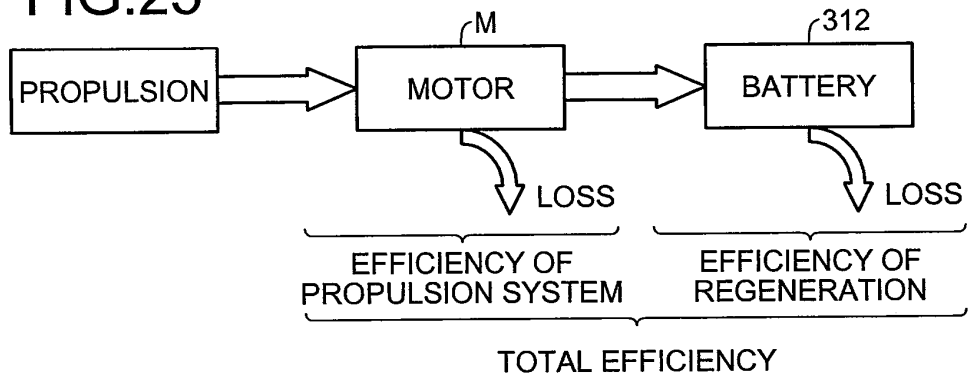 FIG.25
M
312
PROPULSION
MOTOR
BATTERY
LOSS
LOSS
EFFICIENCY OF
PROPULSION SYSTEM
EFFICIENCY OF
REGENERATION
TOTAL EFFICIENCY